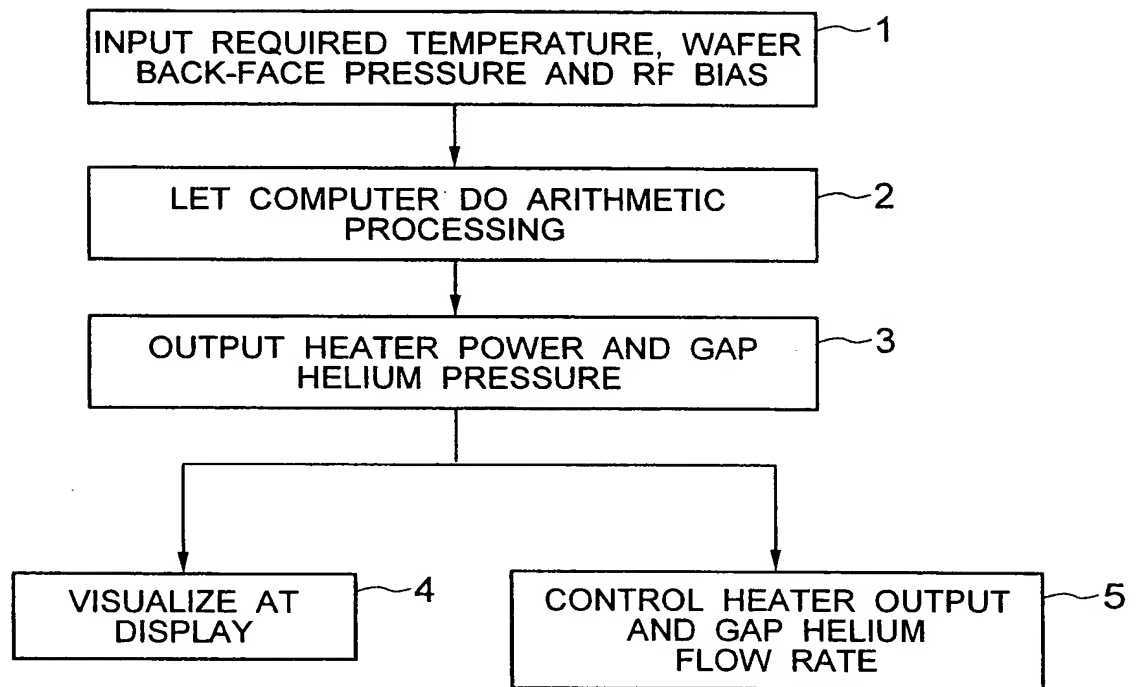 INPUT REQUIRED TEMPERATURE, WAFER
BACK-FACE PRESSURE AND RF BIAS
1
LET COMPUTER DO ARITHMETIC
PROCESSING
2
OUTPUT HEATER POWER AND GAP
HELIUM PRESSURE
3
VISUALIZE AT
DISPLAY
4
CONTROL HEATER OUTPUT
AND GAP HELIUM
FLOW RATE
5